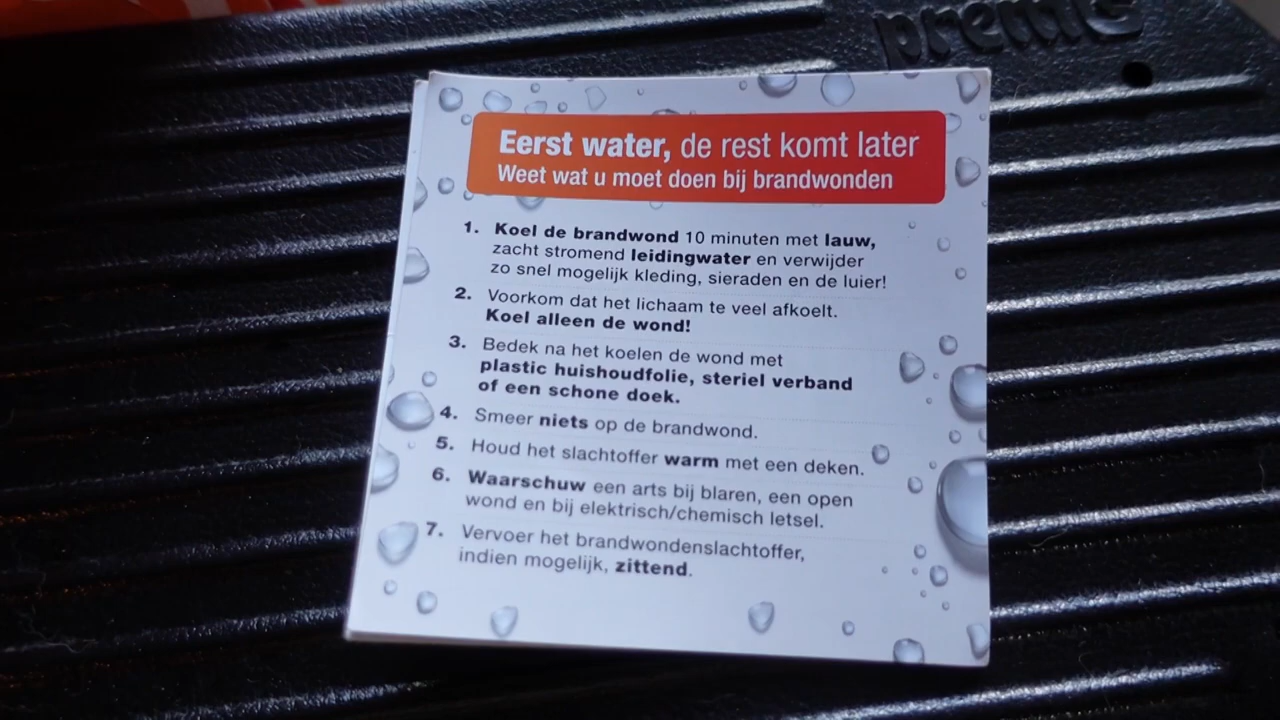 premis
Eerst water, de rest komt later
Weet wat u moet doen bij brandwonden
1. Koel de brandwond 10 minuten met lauw,
zacht stromend leidingwater en verwijder
zo snel mogelijk kleding, sieraden en de luier!
2. Voorkom dat het lichaam te veel afkoelt.
Koel alleen de wond!
3. Bedek na het koelen de wond met
plastic huishoudfolie, steriel verband
of een schone doek.
4. Smeer niets op de brandwond.
5. Houd het slachtoffer warm met een deken.
6. Waarschuw een arts bij blaren, een open
wond en bij elektrisch/chemisch letsel.
7. Vervoer het brandwondenslachtoffer,
indien mogelijk, zittend.